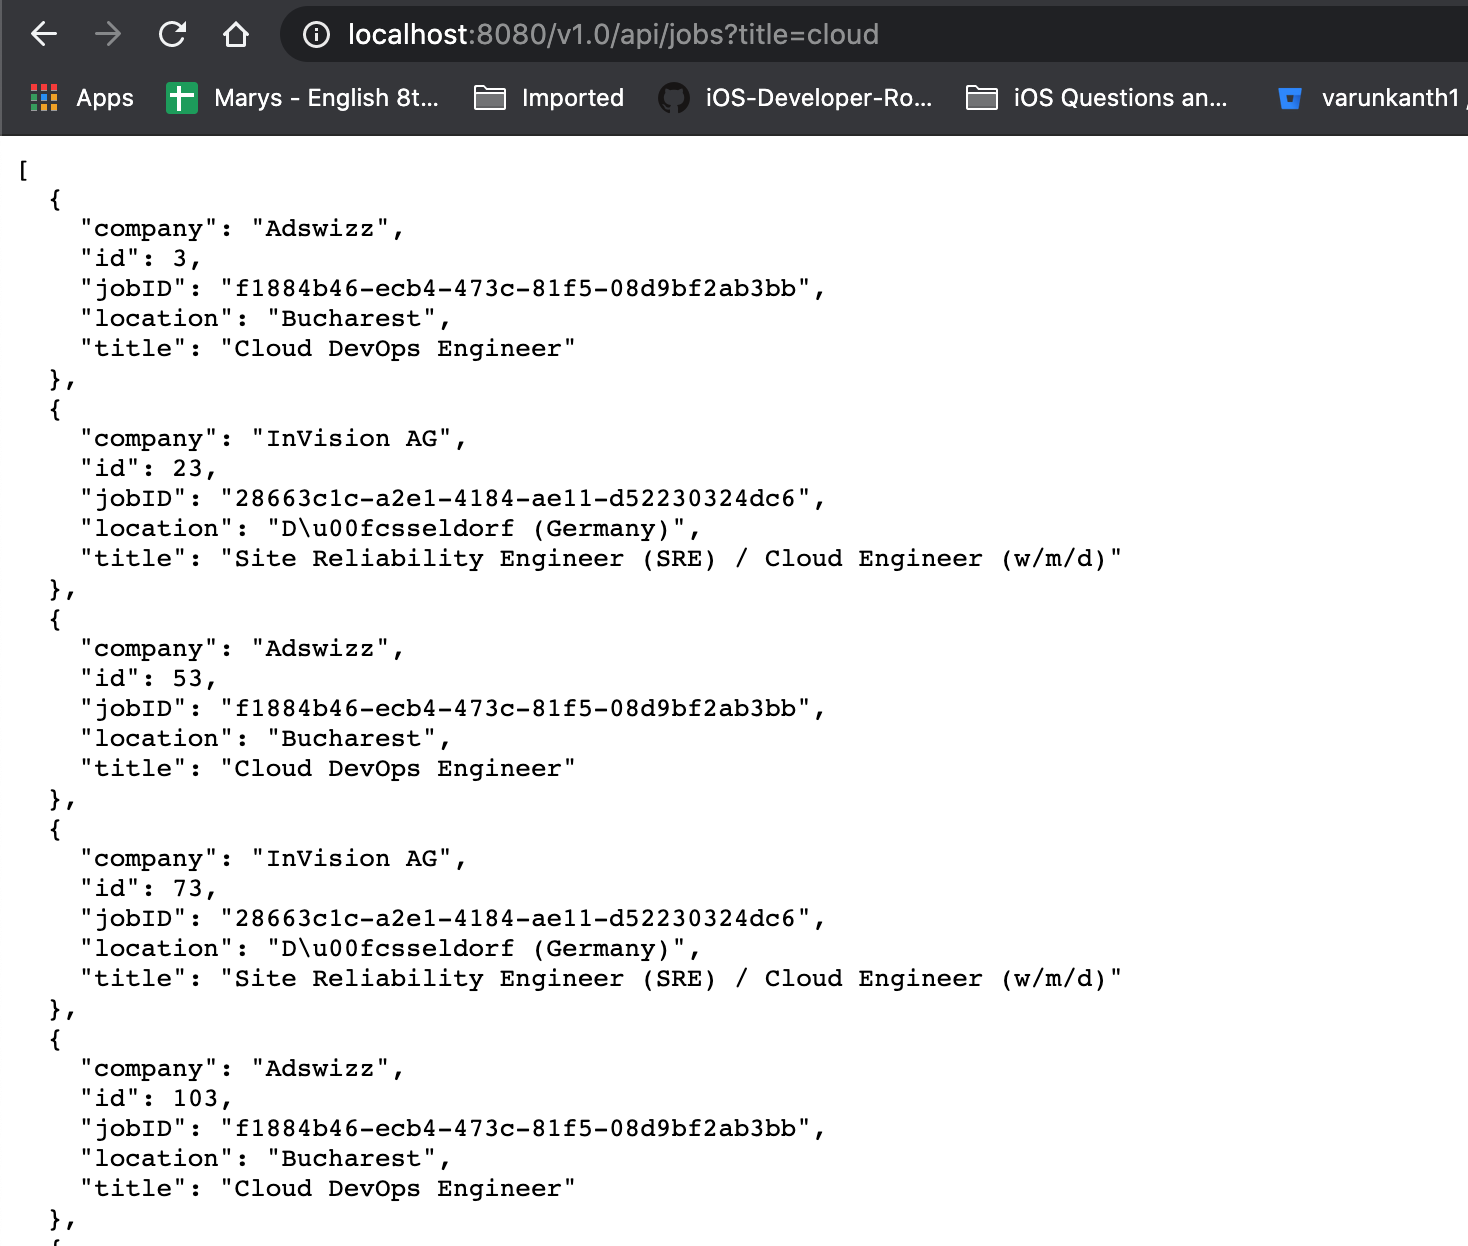 localhost:8080/v1.0/api/jobs?title=cloud
Apps Marys - English 8t... Imported iOS-Developer-Ro... iOS Questions an... varunkanth1
[
  {
    "company": "Adswizz",
    "id": 3,
    "jobID": "f1884b46-ecb4-473c-81f5-08d9bf2ab3bb",
    "location": "Bucharest",
    "title": "Cloud DevOps Engineer"
  },
  {
    "company": "InVision AG",
    "id": 23,
    "jobID": "28663c1c-a2e1-4184-ae11-d52230324dc6",
    "location": "D\u00fcsseldorf (Germany)",
    "title": "Site Reliability Engineer (SRE) / Cloud Engineer (w/m/d)"
  },
  {
    "company": "Adswizz",
    "id": 53,
    "jobID": "f1884b46-ecb4-473c-81f5-08d9bf2ab3bb",
    "location": "Bucharest",
    "title": "Cloud DevOps Engineer"
  },
  {
    "company": "InVision AG",
    "id": 73,
    "jobID": "28663c1c-a2e1-4184-ae11-d52230324dc6",
    "location": "D\u00fcsseldorf (Germany)",
    "title": "Site Reliability Engineer (SRE) / Cloud Engineer (w/m/d)"
  },
  {
    "company": "Adswizz",
    "id": 103,
    "jobID": "f1884b46-ecb4-473c-81f5-08d9bf2ab3bb",
    "location": "Bucharest",
    "title": "Cloud DevOps Engineer"
  },
  {